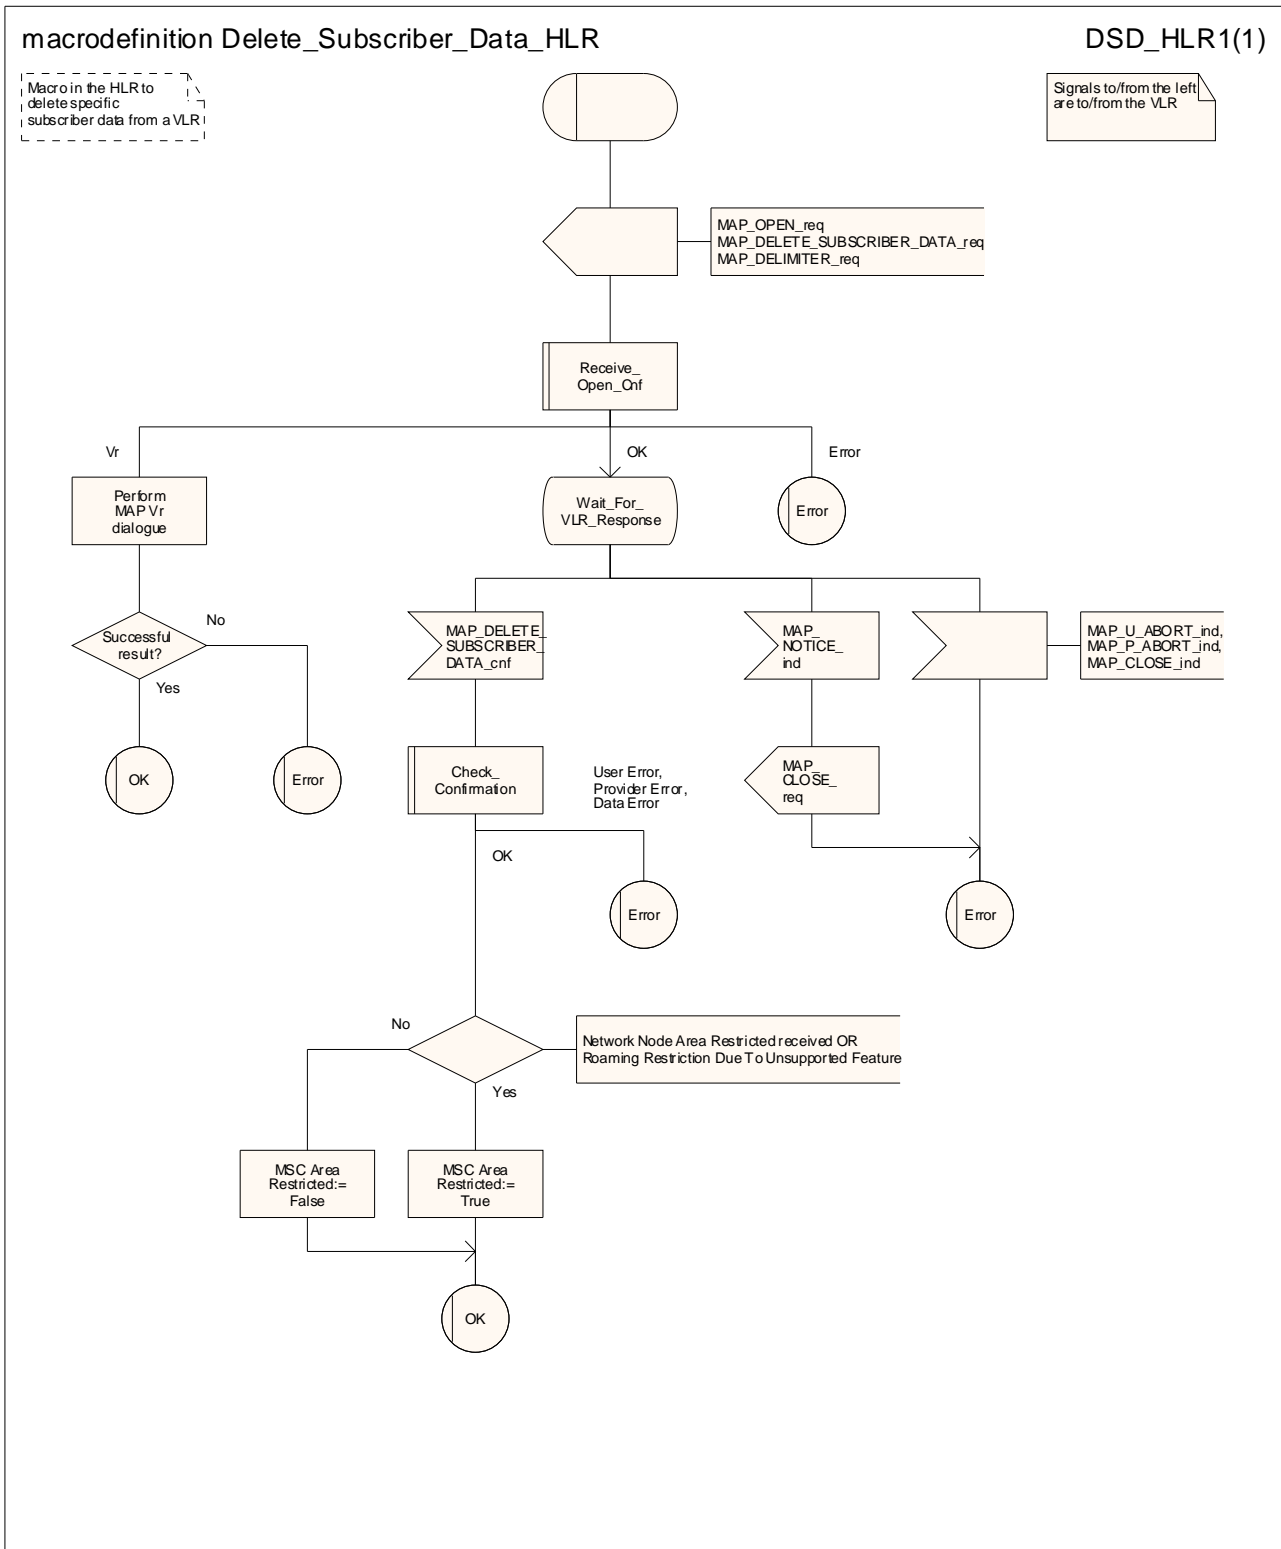 macrodefinition Delete_Subscriber_Data_HLR
DSD_HLR1(1)
Macro in the HLR to
delete specific
subscriber data from a VLR
Signals to/from the left
are to/from the VLR
MAP_OPEN_req
MAP_DELETE_SUBSCRIBER_DATA_req
MAP_DELIMITER_req
Receive_
Open_Cnf
Vr
OK
Error
Perform
MAP Vr
dialogue
Wait_For_
VLR_Response
Error
Successful
result?
No
Yes
MAP_DELETE_
SUBSCRIBER_
DATA_cnf
MAP_
NOTICE_
ind
MAP_U_ABORT_ind,
MAP_P_ABORT_ind,
MAP_CLOSE_ind
OK
Error
Check_
Confirmation
User Error,
Provider Error,
Data Error
MAP_
CLOSE_
req
OK
Error
Error
No
Network Node Area Restricted received OR
Roaming Restriction Due To Unsupported Feature
Yes
MSC Area
Restricted:=
False
MSC Area
Restricted:=
True
OK